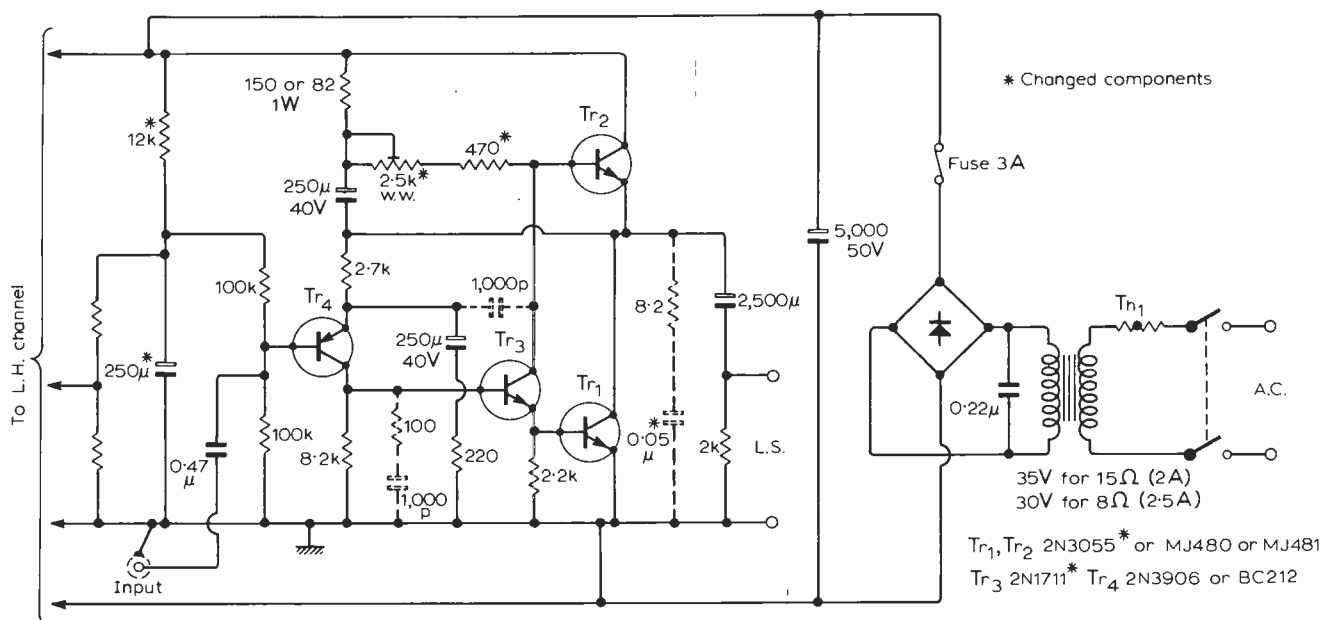 * Changed components
150 or 82
1W
*
12k
Tr2
470*
2·5k*
w.w.
Fuse 3A
250μ
40V
5,000
50V
2·7k
1,000p
8·2
2,500μ
100k
Tr4
Th1
250μ
40V
Tr3
Tr1
To L.H. channel
250μ*
A.C.
0·22μ
100
*
0·05
μ
100k
8·2k
220
2·2k
2k
L.S.
0·47
μ
1,000
p
35V for 15Ω (2A)
30V for 8Ω (2·5A)
Tr1,Tr2 2N3055* or MJ480 or MJ481
Tr3 2N1711* Tr4 2N3906 or BC212
Input